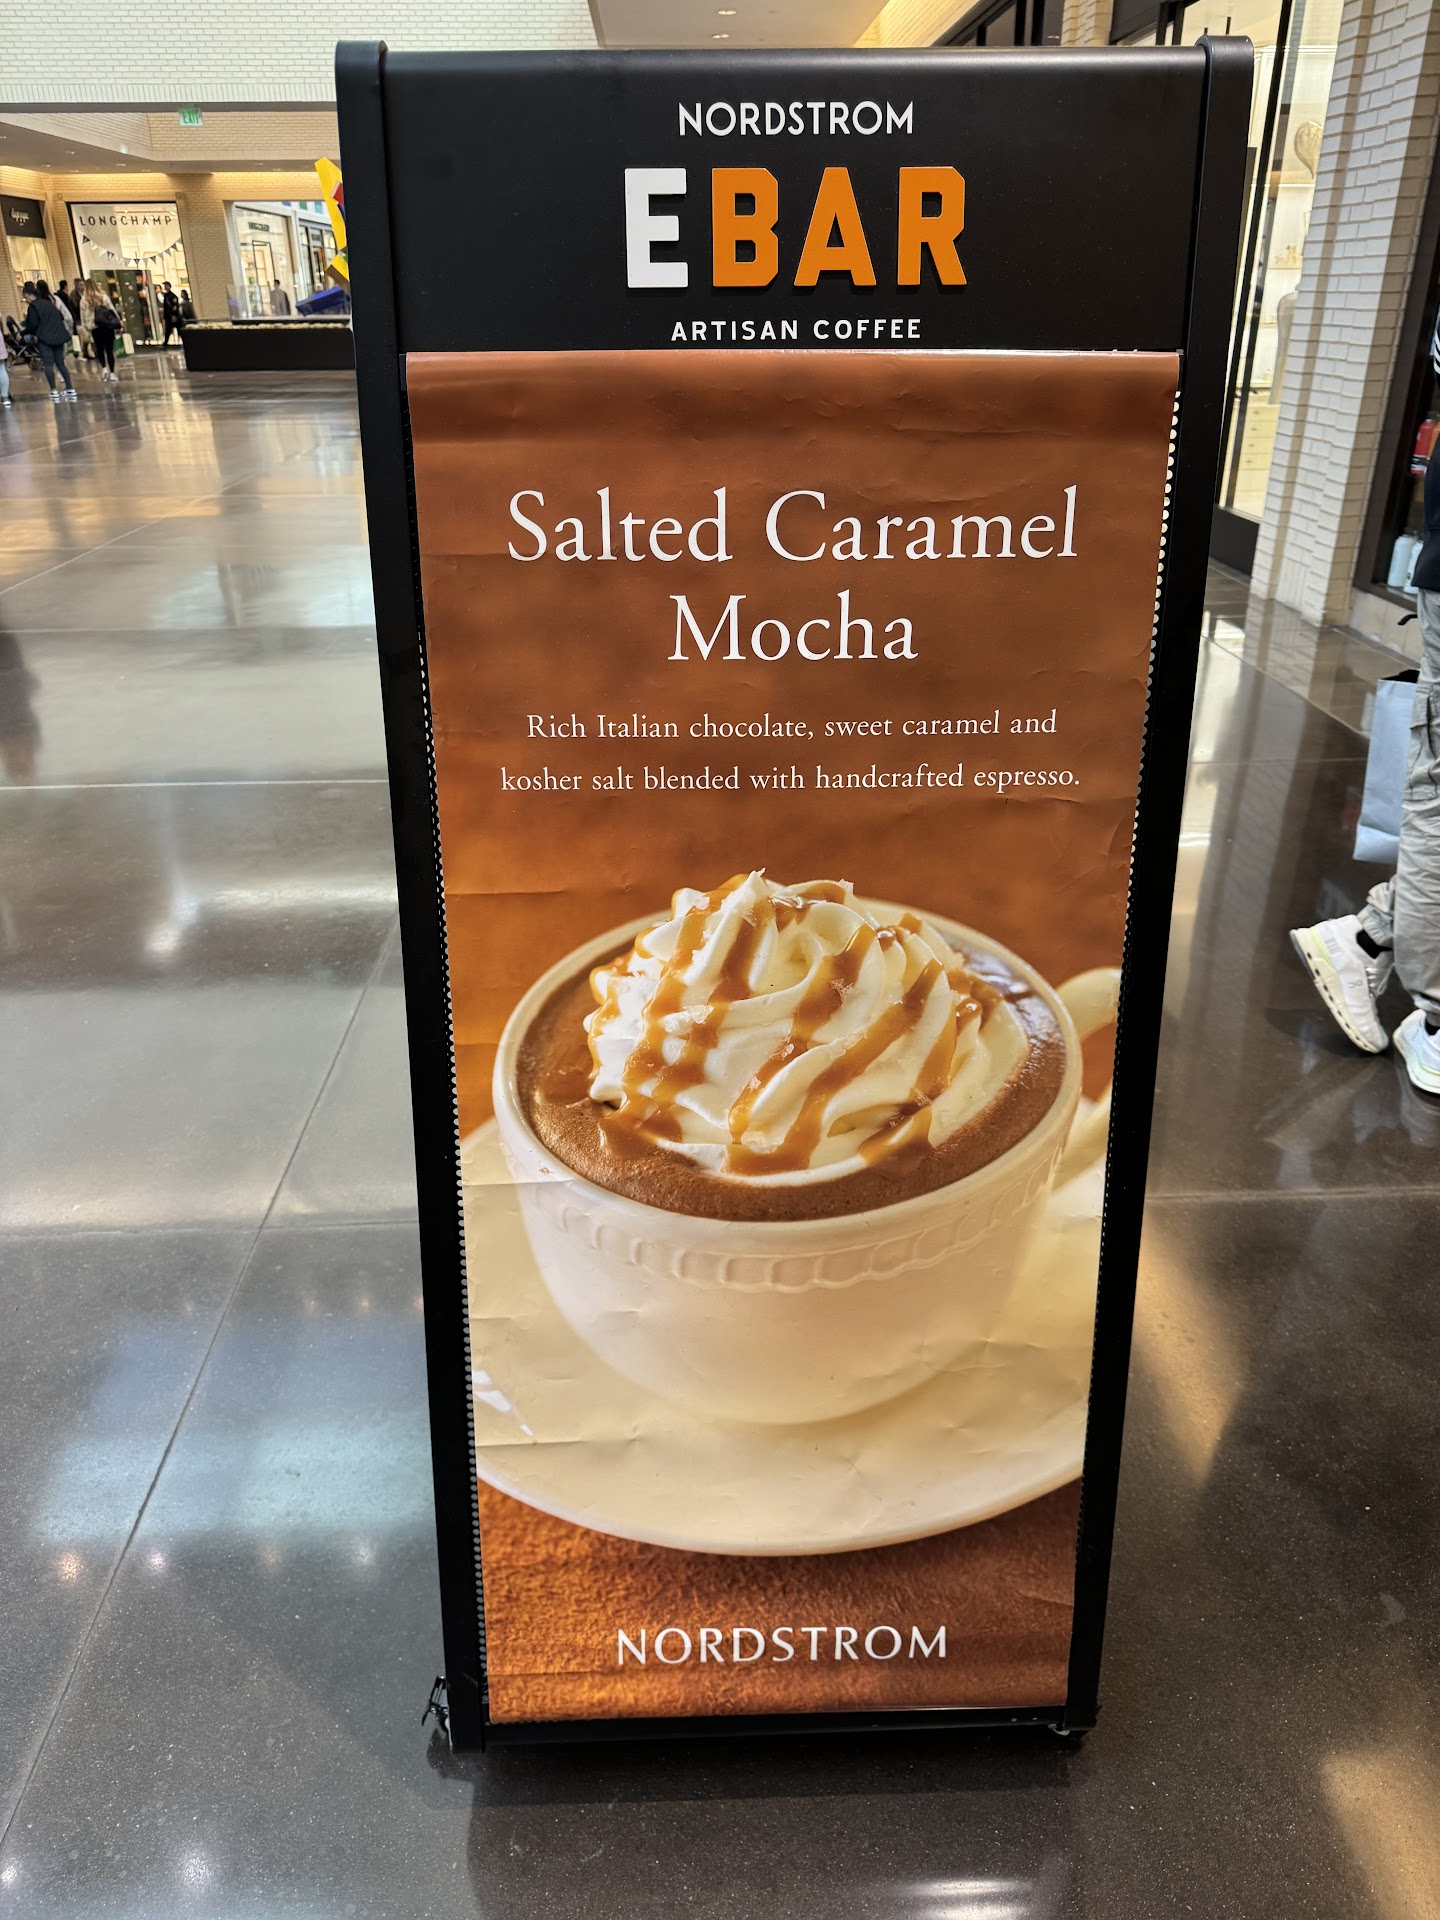 NORDSTROM
EBAR
ARTISAN COFFEE
Salted Caramel
Mocha
Rich Italian chocolate, sweet caramel and
kosher salt blended with handcrafted espresso.
NORDSTROM
LONGCHAMP
EXIT